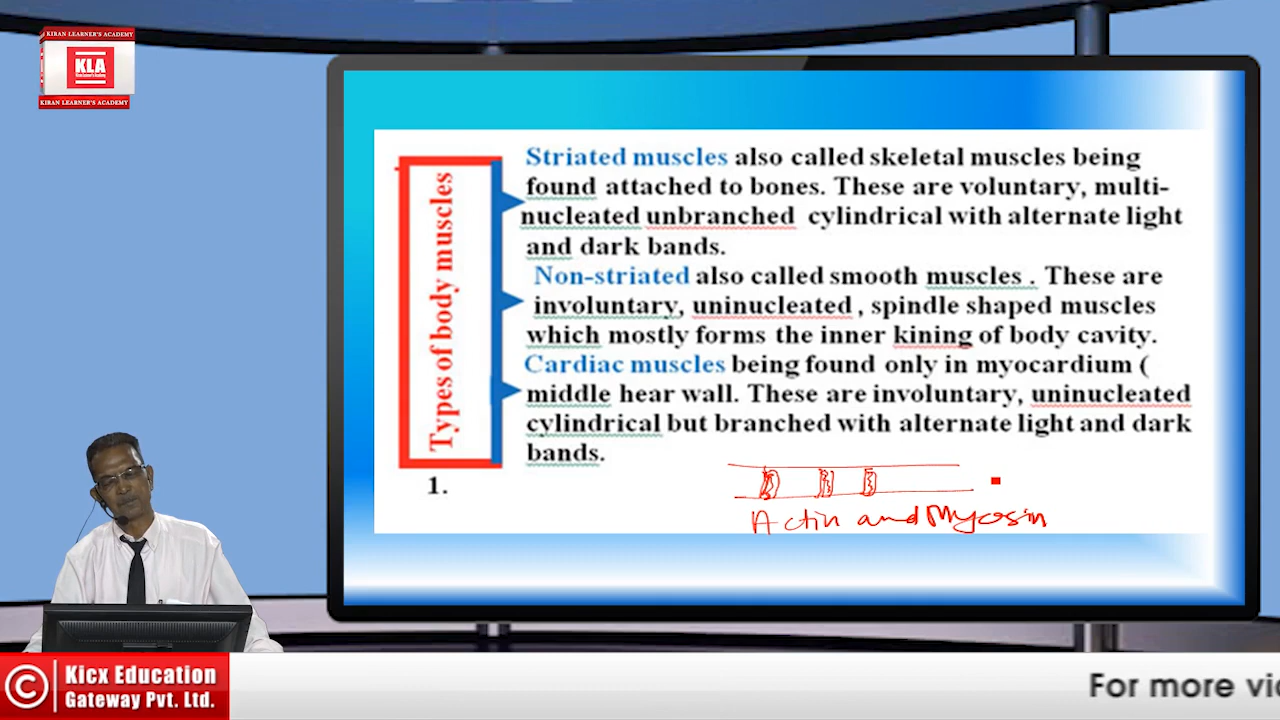 KIRAN LEARNER'S ACADEMY
KLA
Kiran Learner's Academy
KIRAN LEARNER'S ACADEMY
Types of body muscles
Striated muscles also called skeletal muscles being
found attached to bones. These are voluntary, multi-
nucleated unbranched cylindrical with alternate light
and dark bands.
Non-striated also called smooth muscles . These are
involuntary, uninucleated , spindle shaped muscles
which mostly forms the inner kining of body cavity.
Cardiac muscles being found only in myocardium (
middle hear wall. These are involuntary, uninucleated
cylindrical but branched with alternate light and dark
bands.
1.
Actin and Myosin
© Kicx Education
Gateway Pvt. Ltd.
For more vid